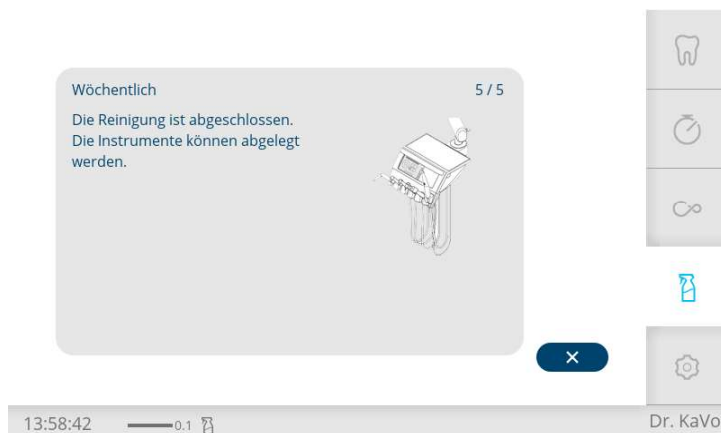 Wöchentlich 5 / 5
Die Reinigung ist abgeschlossen.
Die Instrumente können abgelegt
werden.
13:58:42 0.1 Dr. KaVo